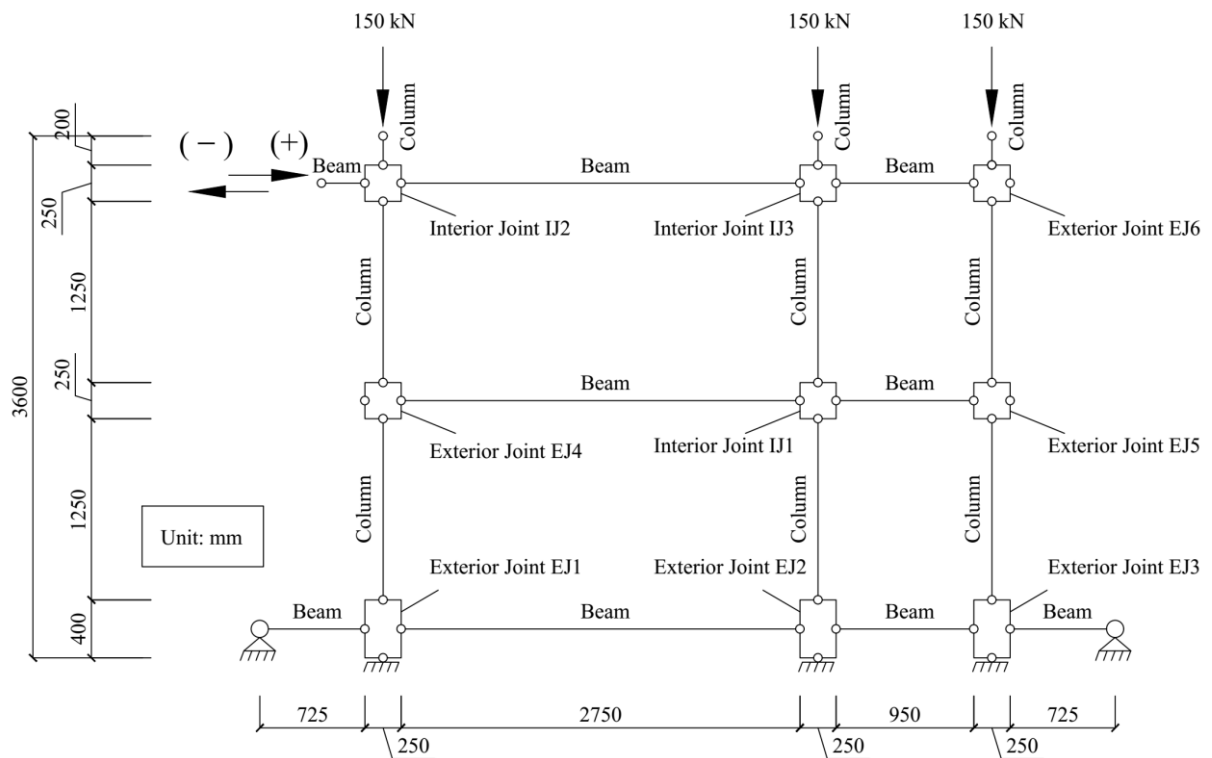 150 kN
150 kN
150 kN
Column
Column
Column
200
( − )
(+)
Beam
Beam
Beam
250
Interior Joint IJ2
Interior Joint IJ3
Exterior Joint EJ6
1250
Column
Column
Column
250
3600
Beam
Beam
Exterior Joint EJ4
Interior Joint IJ1
Exterior Joint EJ5
1250
Column
Column
Column
Unit: mm
Exterior Joint EJ1
Exterior Joint EJ2
Exterior Joint EJ3
400
Beam
Beam
Beam
Beam
725
2750
950
725
250
250
250